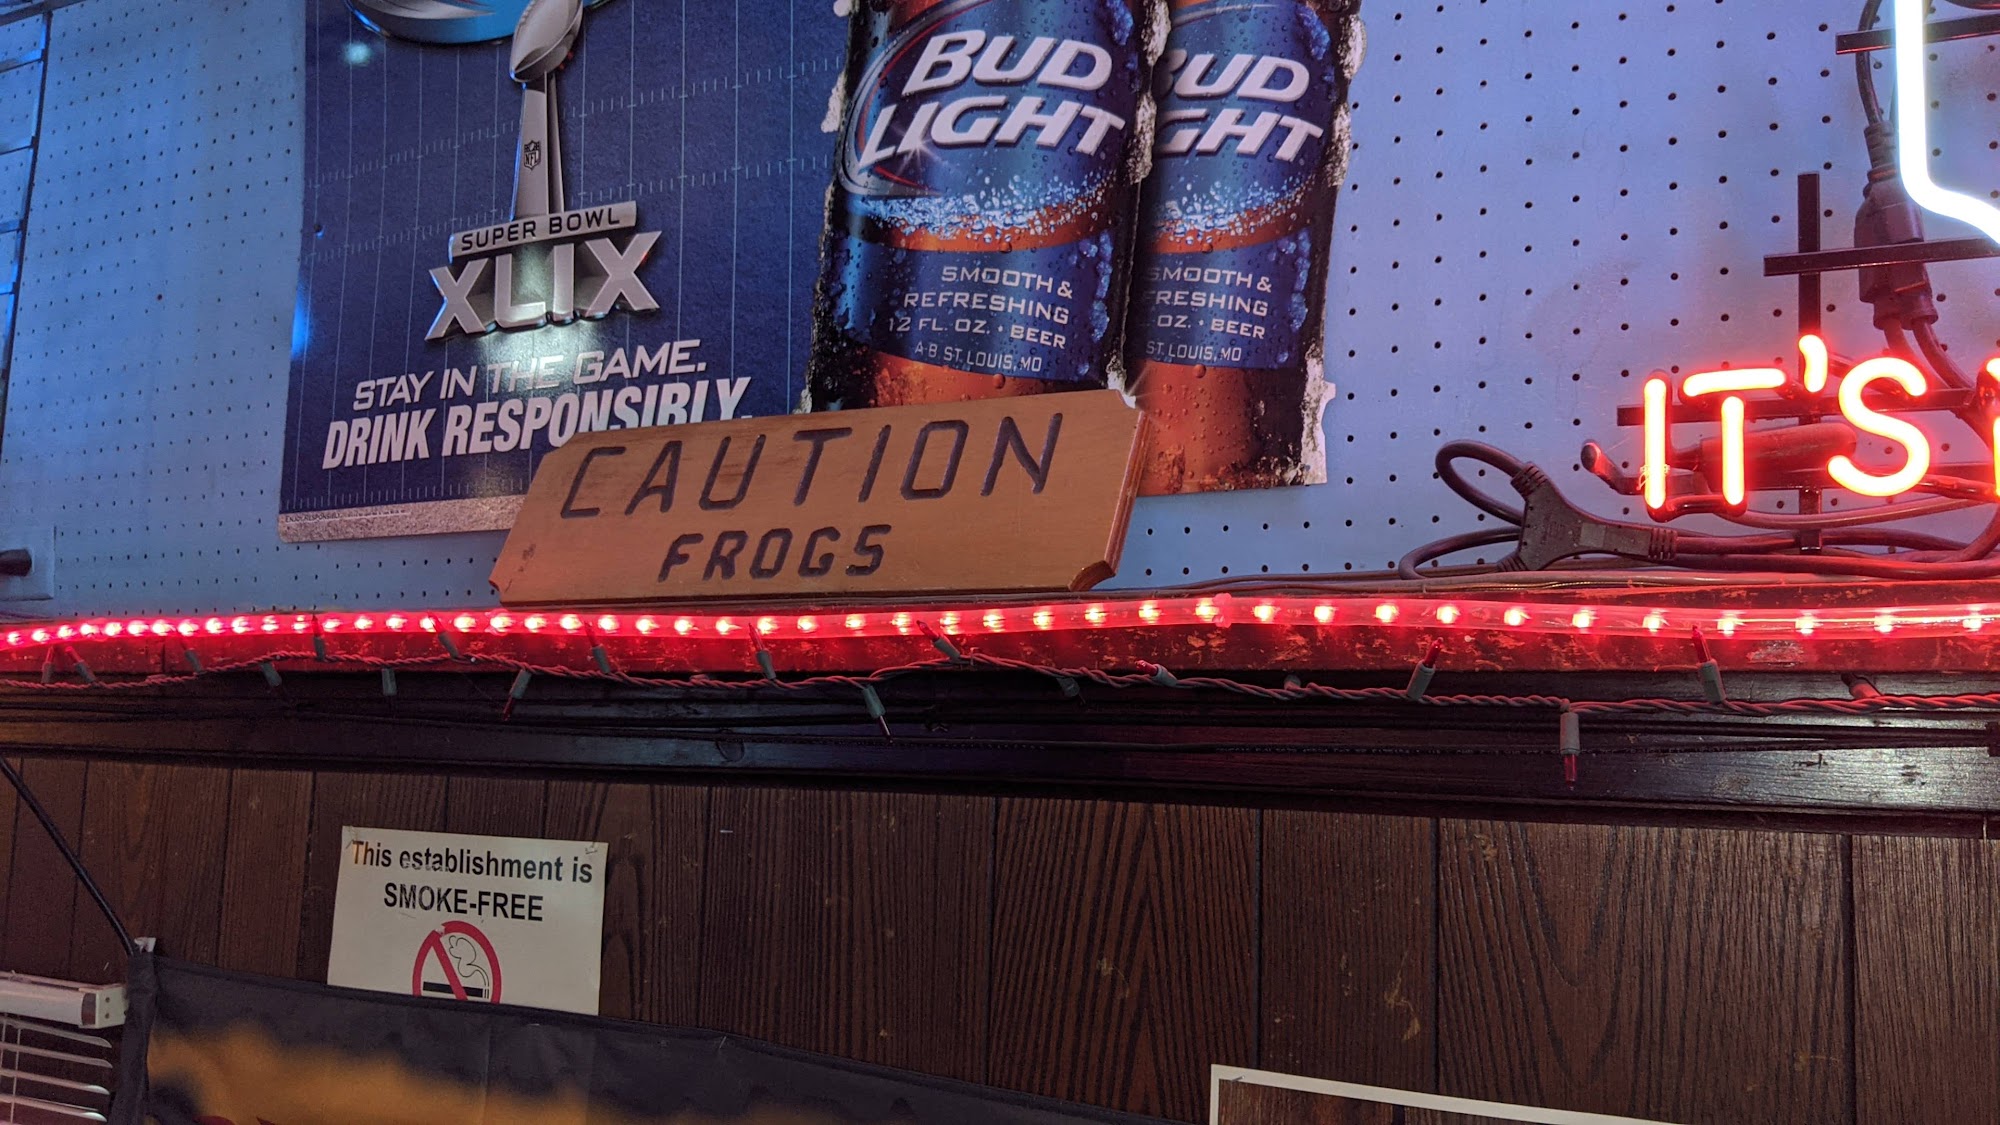 NFL
SUPER BOWL
XLIX
STAY IN THE GAME.
DRINK RESPONSIBLY.
BUD
LIGHT
SMOOTH &
REFRESHING
12 FL. OZ. • BEER
A-B ST. LOUIS, MO
BUD
GHT
SMOOTH &
FRESHING
OZ. • BEER
ST. LOUIS, MO
CAUTION
FROGS
IT'S
This establishment is
SMOKE-FREE